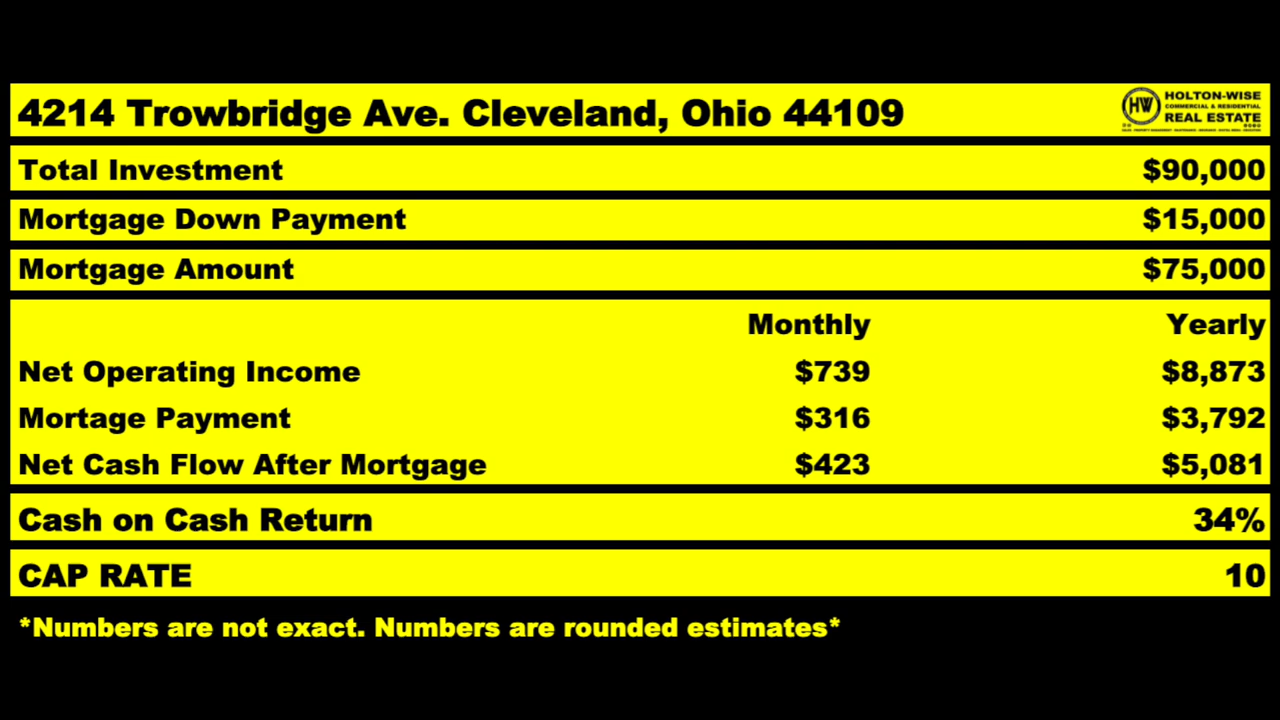 4214 Trowbridge Ave. Cleveland, Ohio 44109
HOLTON-WISE
COMMERCIAL & RESIDENTIAL
REAL ESTATE
HW
Total Investment $90,000
Mortgage Down Payment $15,000
Mortgage Amount $75,000
Monthly Yearly
Net Operating Income $739 $8,873
Mortage Payment $316 $3,792
Net Cash Flow After Mortgage $423 $5,081
Cash on Cash Return 34%
CAP RATE 10
*Numbers are not exact. Numbers are rounded estimates*